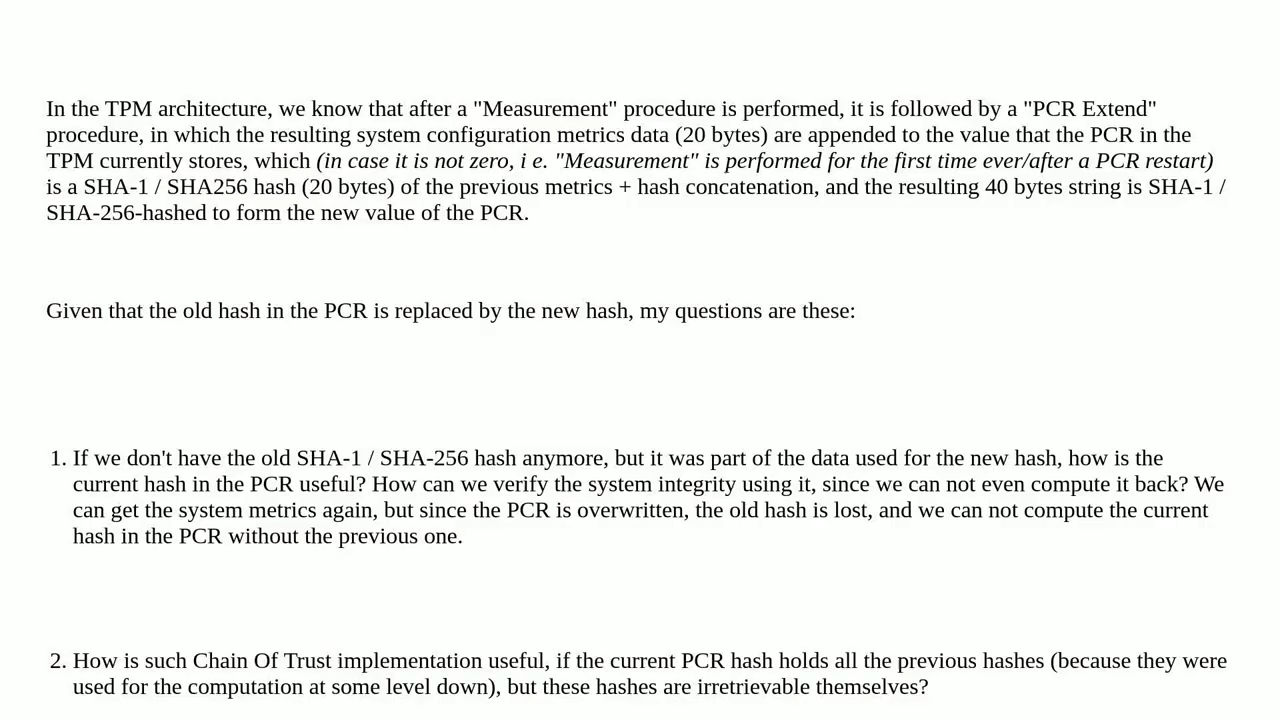 In the TPM architecture, we know that after a "Measurement" procedure is performed, it is followed by a "PCR Extend"
procedure, in which the resulting system configuration metrics data (20 bytes) are appended to the value that the PCR in the
TPM currently stores, which (in case it is not zero, i e. "Measurement" is performed for the first time ever/after a PCR restart)
is a SHA-1 / SHA256 hash (20 bytes) of the previous metrics + hash concatenation, and the resulting 40 bytes string is SHA-1 /
SHA-256-hashed to form the new value of the PCR.
Given that the old hash in the PCR is replaced by the new hash, my questions are these:
1. If we don't have the old SHA-1 / SHA-256 hash anymore, but it was part of the data used for the new hash, how is the
current hash in the PCR useful? How can we verify the system integrity using it, since we can not even compute it back? We
can get the system metrics again, but since the PCR is overwritten, the old hash is lost, and we can not compute the current
hash in the PCR without the previous one.
2. How is such Chain Of Trust implementation useful, if the current PCR hash holds all the previous hashes (because they were
used for the computation at some level down), but these hashes are irretrievable themselves?